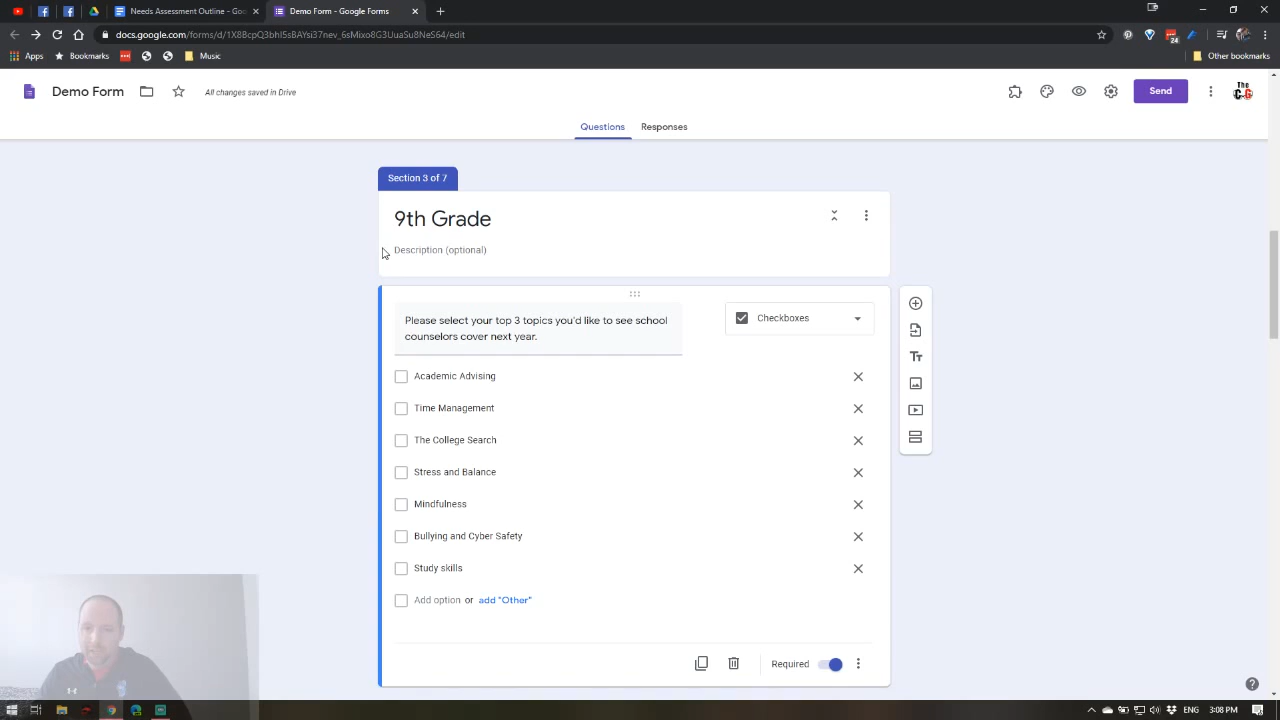 Needs Assessment Outline - Goo
Demo Form - Google Forms
docs.google.com/forms/d/1X8BcpQ3bhI5sBAYsi37nev_6sMixo8G3UuaSu8NeS64/edit
24
Apps
Bookmarks
Music
Other bookmarks
Demo Form
All changes saved in Drive
Send
The
Questions
Responses
Section 3 of 7
9th Grade
Description (optional)
Please select your top 3 topics you'd like to see school
counselors cover next year.
Checkboxes
Academic Advising
Time Management
The College Search
Stress and Balance
Mindfulness
Bullying and Cyber Safety
Study skills
Add option or add "Other"
Required
ENG
3:08 PM